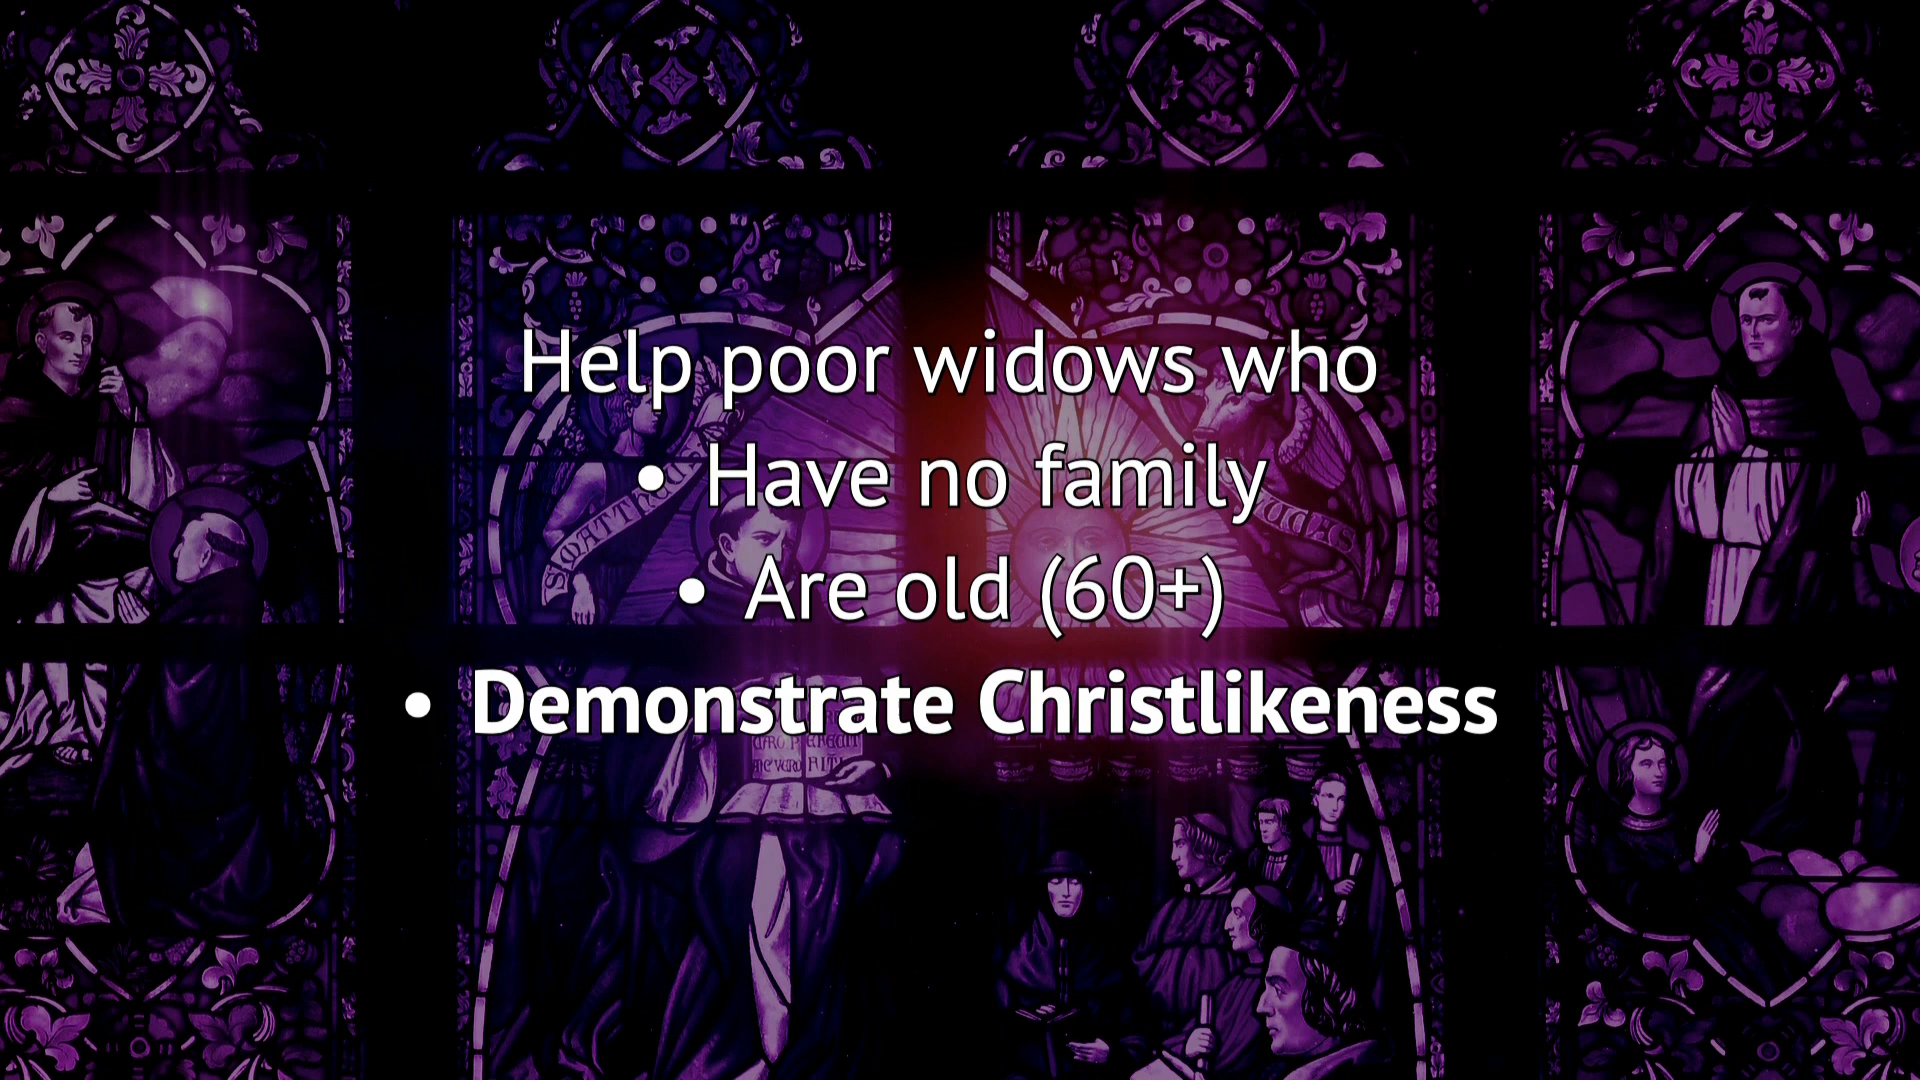 Help poor widows who
• Have no family
• Are old (60+)
• Demonstrate Christlikeness